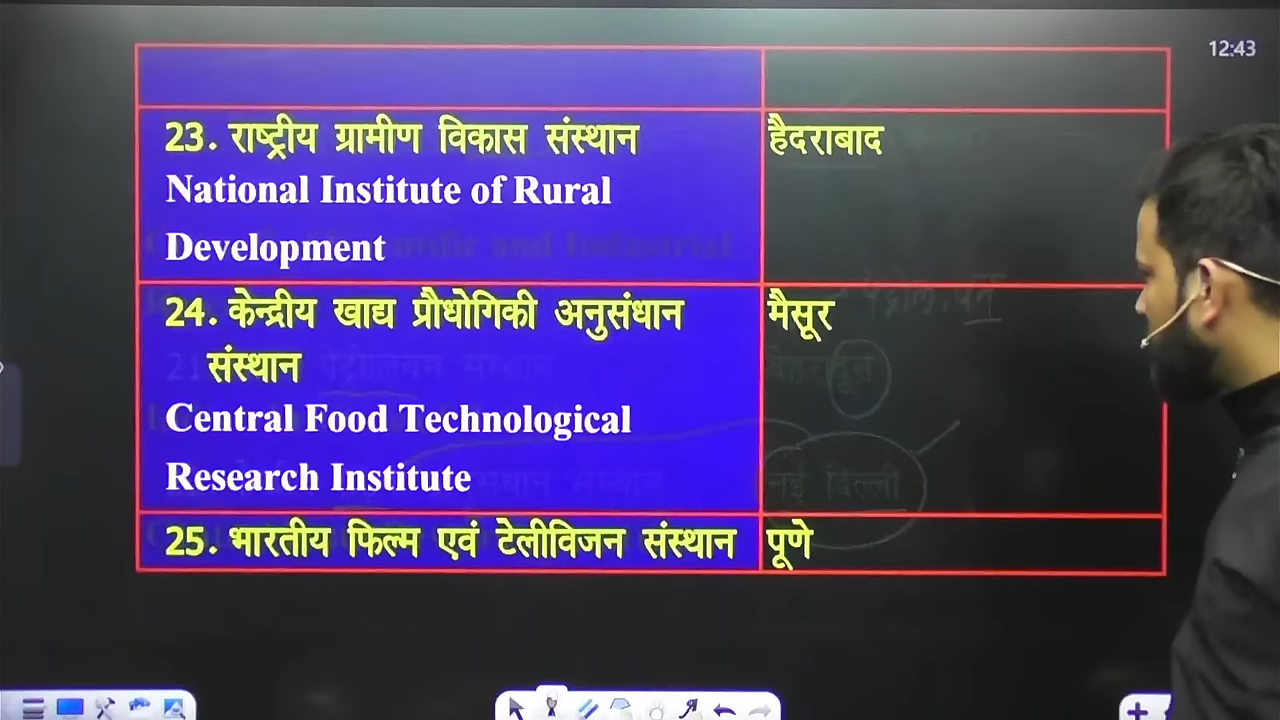 12:43
23. राष्ट्रीय ग्रामीण विकास संस्थान हैदराबाद
National Institute of Rural
Development
24. केन्द्रीय खाद्य प्रौधोगिकी अनुसंधान मैसूर
संस्थान
Central Food Technological
Research Institute
25. भारतीय फिल्म एवं टेलीविजन संस्थान पूणे